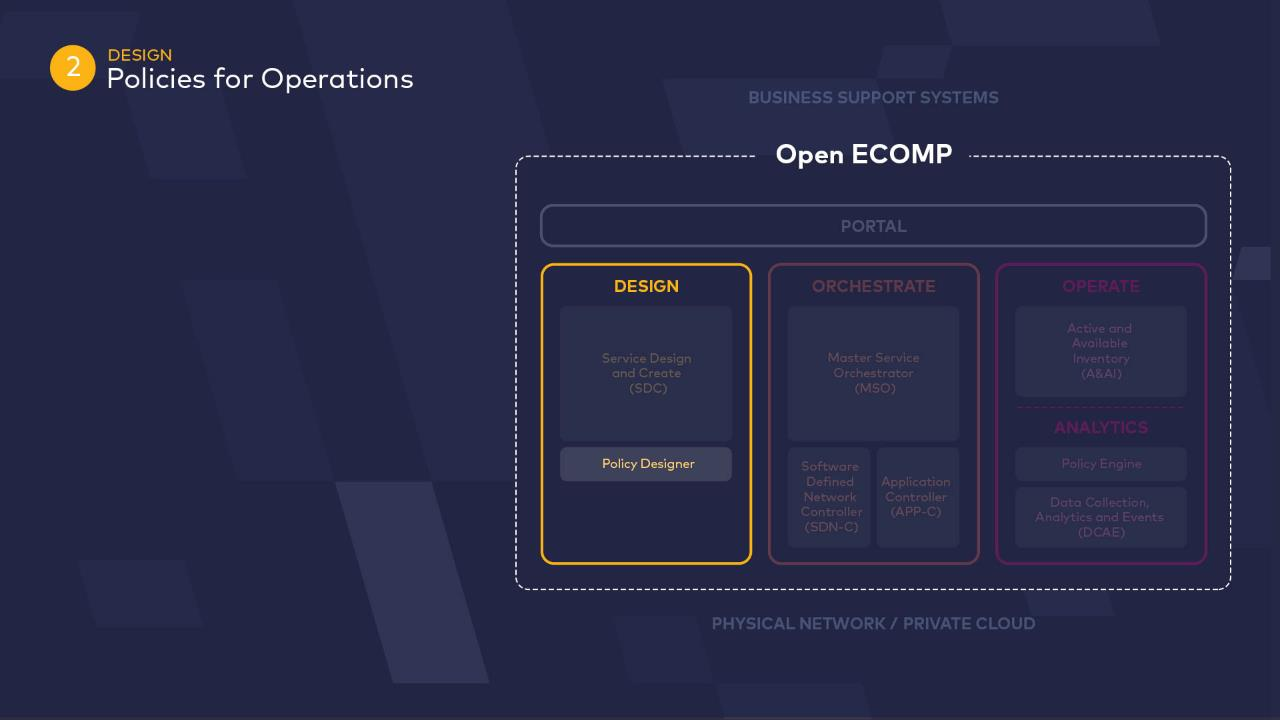 2
DESIGN
Policies for Operations
BUSINESS SUPPORT SYSTEMS
Open ECOMP
PORTAL
DESIGN
Service Design
and Create
(SDC)
Policy Designer
ORCHESTRATE
Master Service
Orchestrator
(MSO)
Software
Defined
Network
Controller
(SDN-C)
Application
Controller
(APP-C)
OPERATE
Active and
Available
Inventory
(A&AI)
ANALYTICS
Policy Engine
Data Collection,
Analytics and Events
(DCAE)
PHYSICAL NETWORK / PRIVATE CLOUD